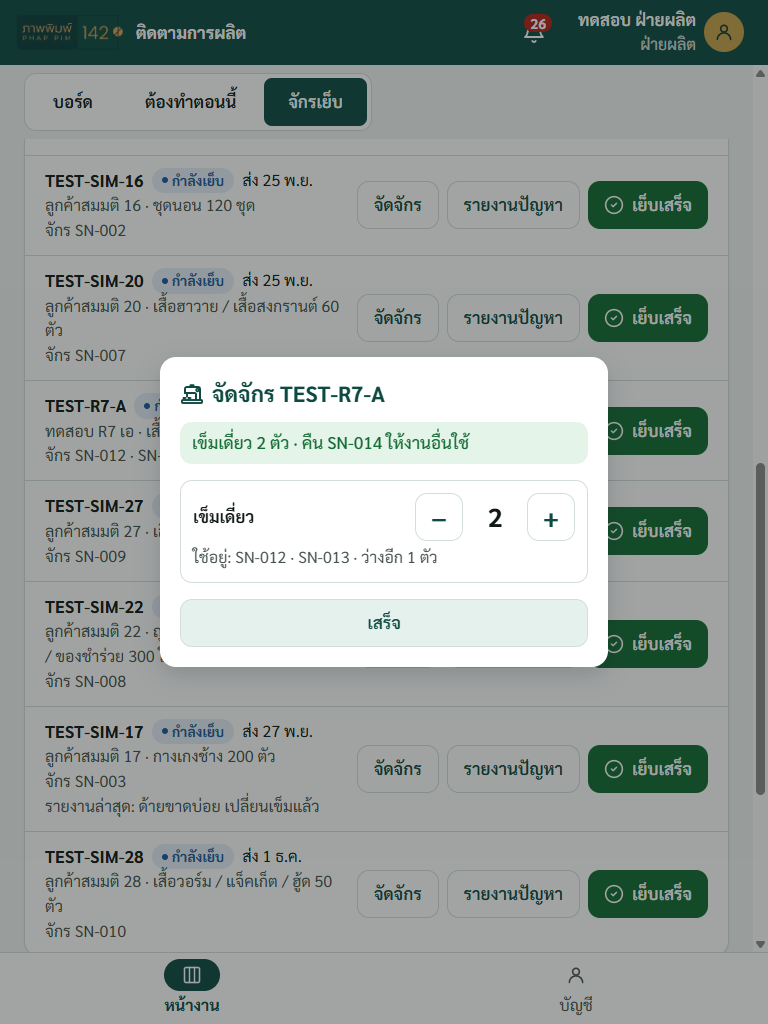 ภาพพิมพ์
PHAP PIM
142
ติดตามการผลิต
26
ทดสอบ ฝ่ายผลิต
ฝ่ายผลิต
บอร์ด
ต้องทำตอนนี้
จักรเย็บ
TEST-SIM-16 กำลังเย็บ ส่ง 25 พ.ย.
ลูกค้าสมมติ 16 · ชุดนอน 120 ชุด
จักร SN-002
จัดจักร
รายงานปัญหา
เย็บเสร็จ
TEST-SIM-20 กำลังเย็บ ส่ง 25 พ.ย.
ลูกค้าสมมติ 20 · เสื้อฮาวาย / เสื้อสงกรานต์ 60
ตัว
จักร SN-007
จัดจักร
รายงานปัญหา
เย็บเสร็จ
TEST-R7-A
ทดสอบ R7 เอ
จักร SN-012 · SN-
เย็บเสร็จ
จัดจักร TEST-R7-A
เข็มเดี่ยว 2 ตัว · คืน SN-014 ให้งานอื่นใช้
เข็มเดี่ยว
– 2 +
ใช้อยู่: SN-012 · SN-013 · ว่างอีก 1 ตัว
เสร็จ
TEST-SIM-27
ลูกค้าสมมติ 27
จักร SN-009
เย็บเสร็จ
TEST-SIM-22
ลูกค้าสมมติ 22
/ ของชำร่วย 300
จักร SN-008
เย็บเสร็จ
TEST-SIM-17 กำลังเย็บ ส่ง 27 พ.ย.
ลูกค้าสมมติ 17 · กางเกงช้าง 200 ตัว
จักร SN-003
รายงานล่าสุด: ด้ายขาดบ่อย เปลี่ยนเข็มแล้ว
จัดจักร
รายงานปัญหา
เย็บเสร็จ
TEST-SIM-28 กำลังเย็บ ส่ง 1 ธ.ค.
ลูกค้าสมมติ 28 · เสื้อวอร์ม / แจ็คเก็ต / ฮู้ด 50
ตัว
จักร SN-010
จัดจักร
รายงานปัญหา
เย็บเสร็จ
หน้างาน
บัญชี